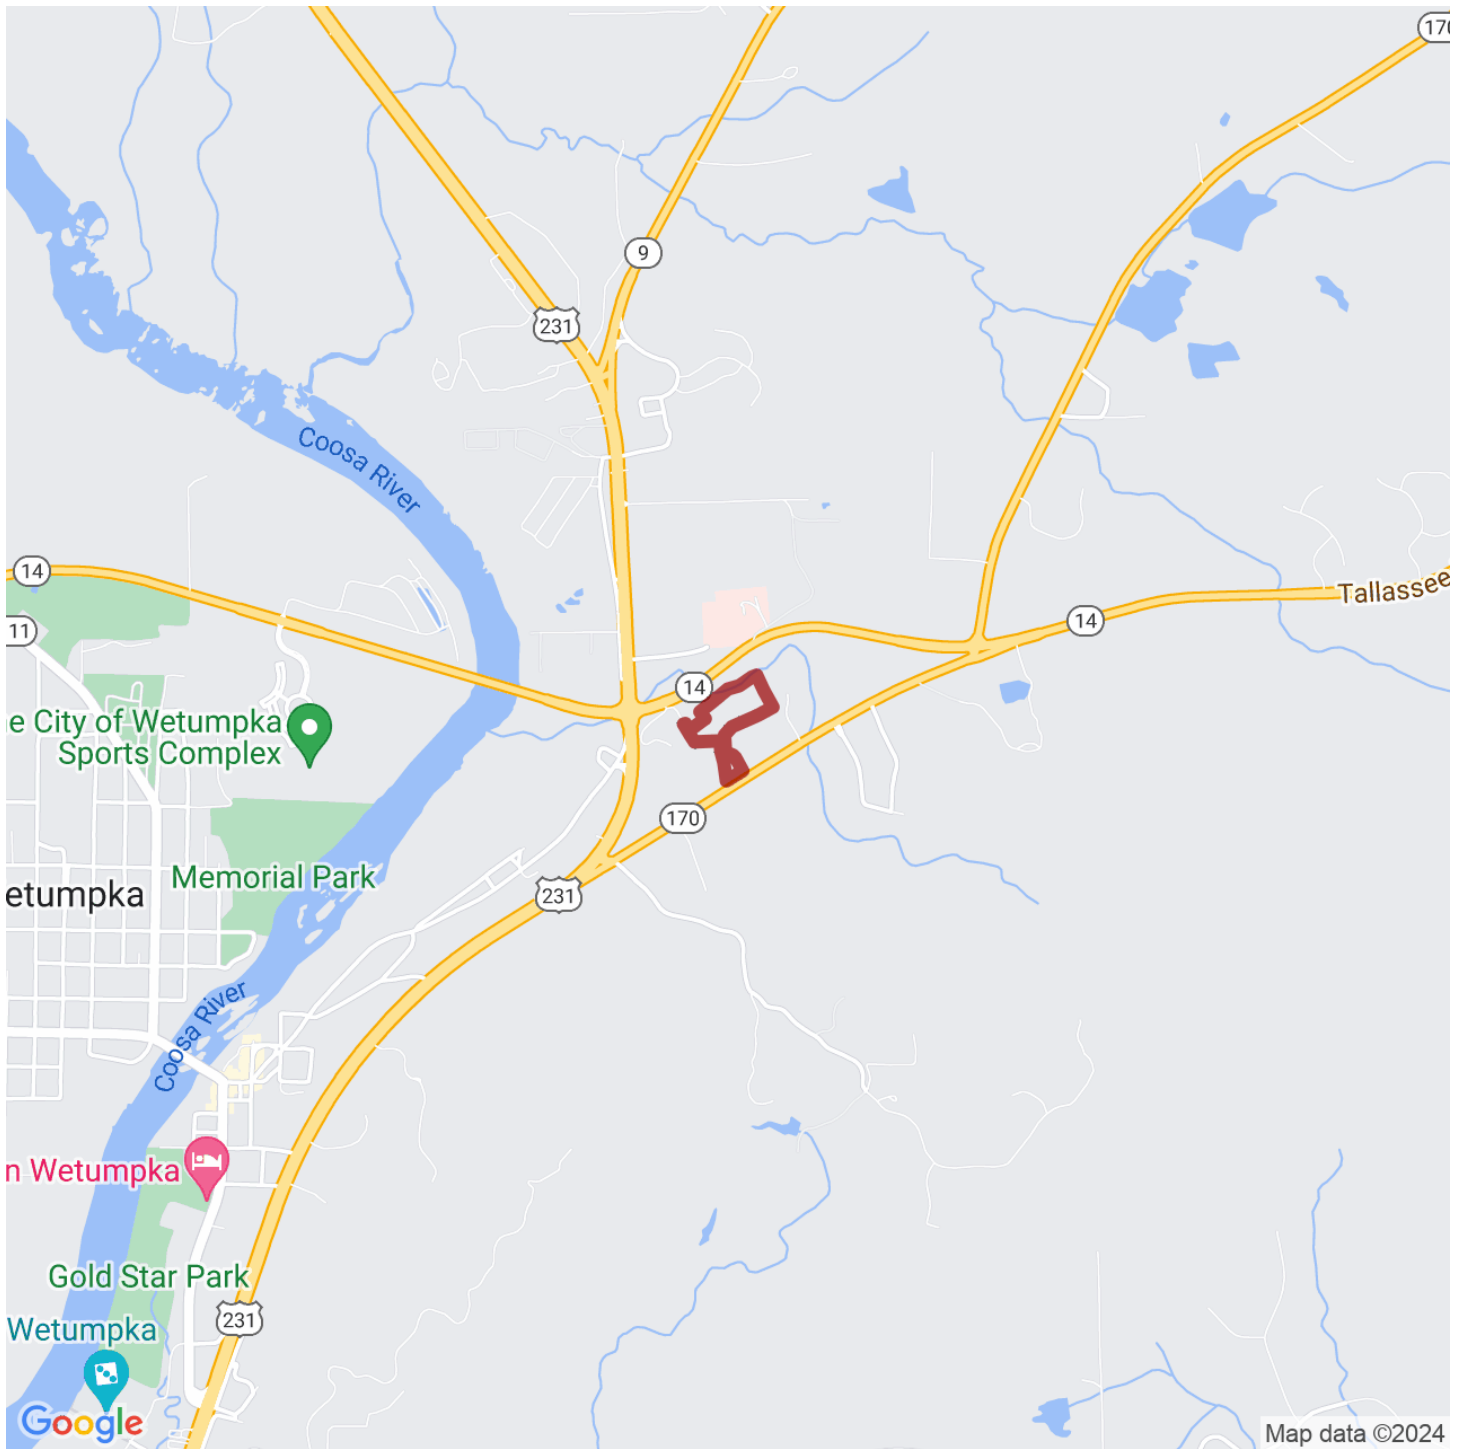 170
9
231
Coosa River
14
Tallassee
14
11
14
e City of Wetumpka
Sports Complex
170
Memorial Park
231
etumpka
Coosa River
n Wetumpka
Gold Star Park
231
Wetumpka
Google
Map data ©2024